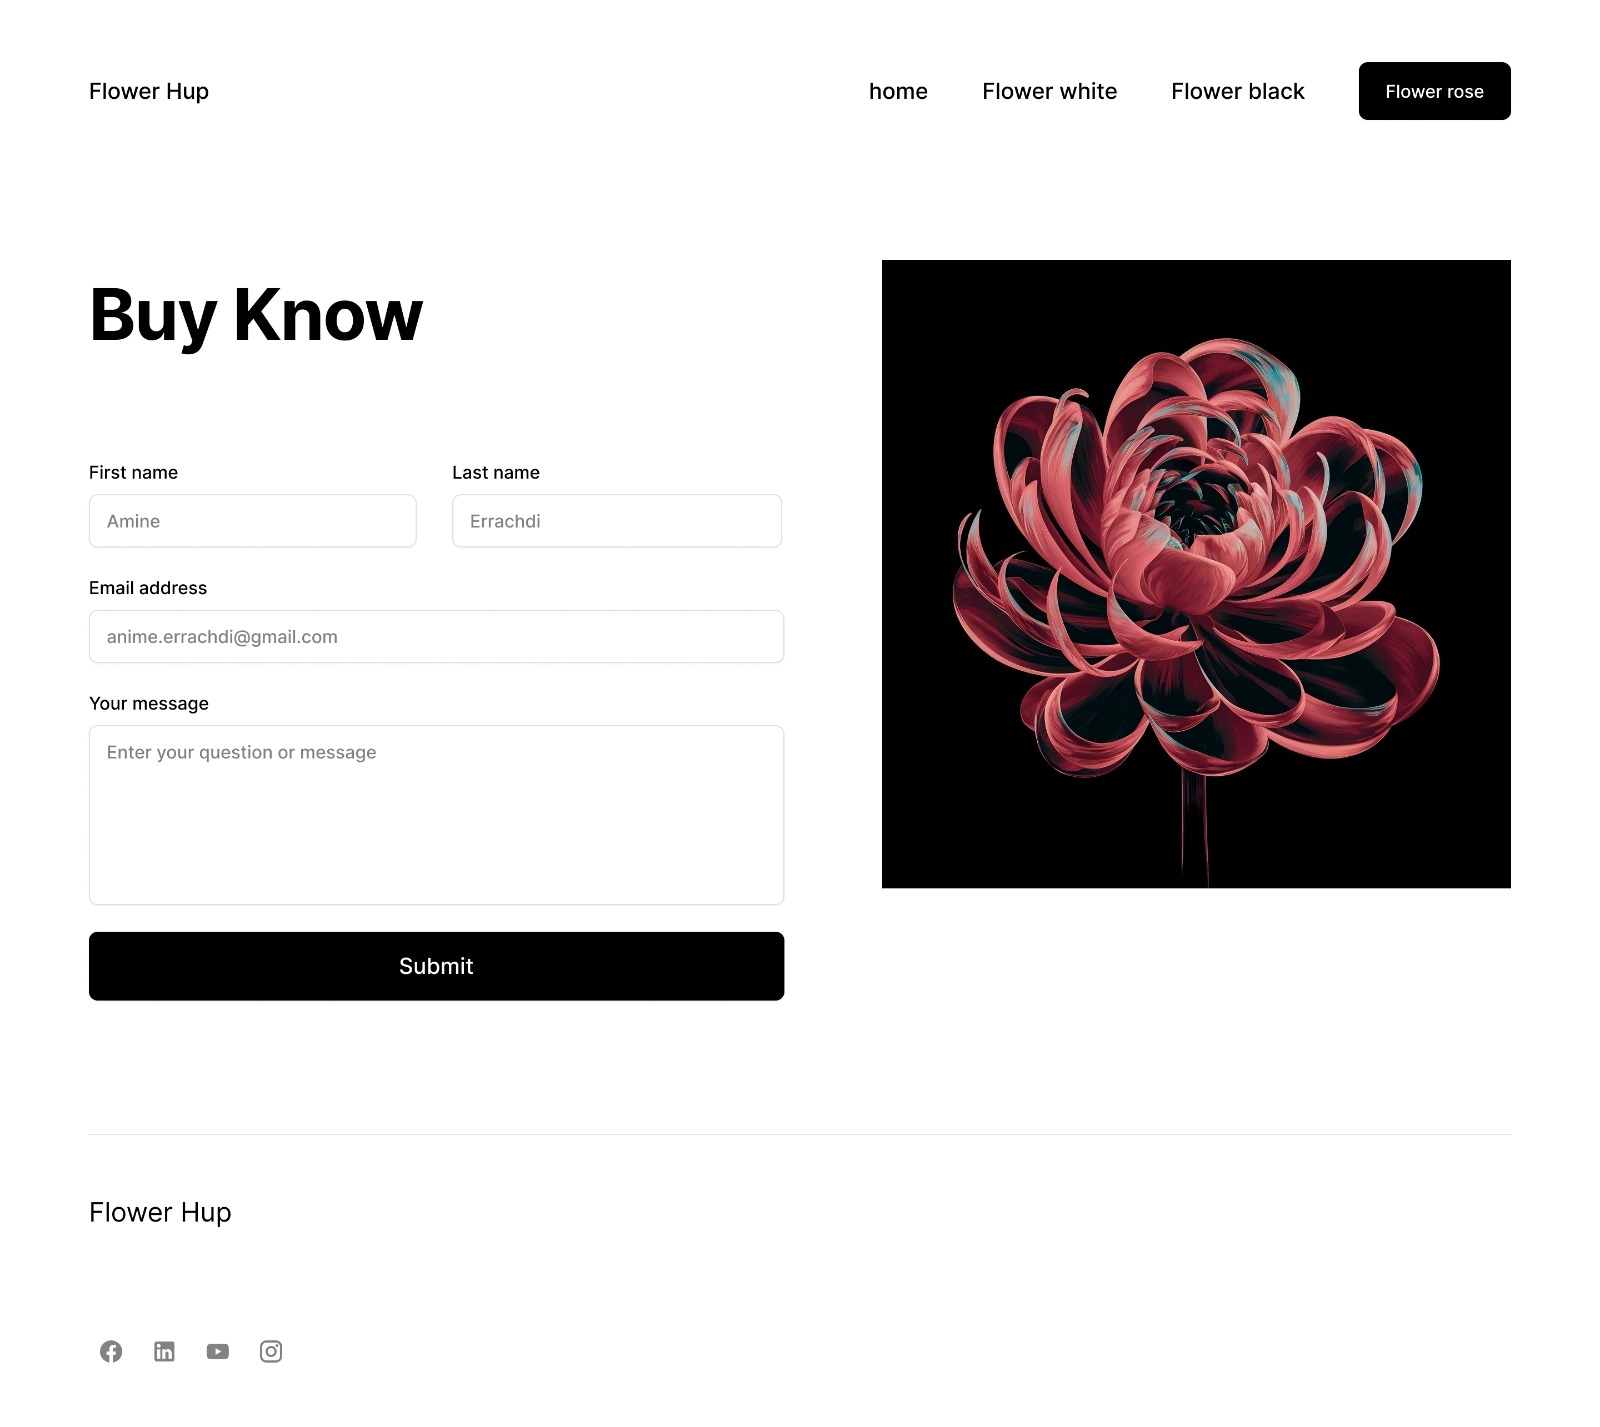 Flower Hup
home
Flower white
Flower black
Flower rose
Buy Know
First name
Last name
Amine
Errachdi
Email address
anime.errachdi@gmail.com
Your message
Enter your question or message
Submit
Flower Hup